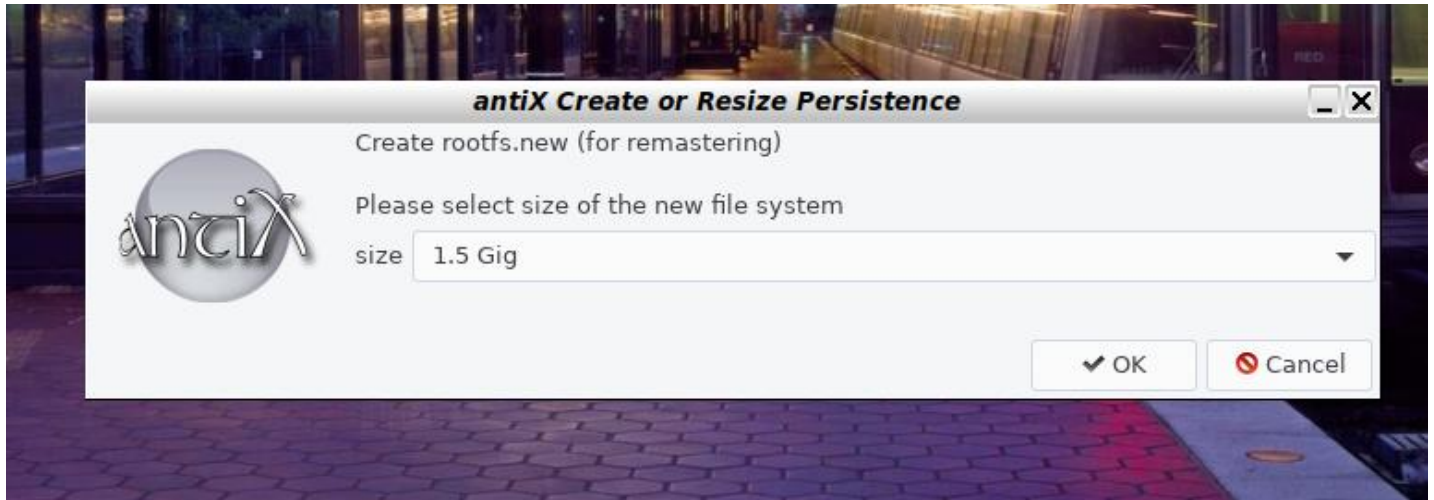 RED
antiX Create or Resize Persistence
Create rootfs.new (for remastering)
antiX
Please select size of the new file system
size 1.5 Gig
OK
Cancel